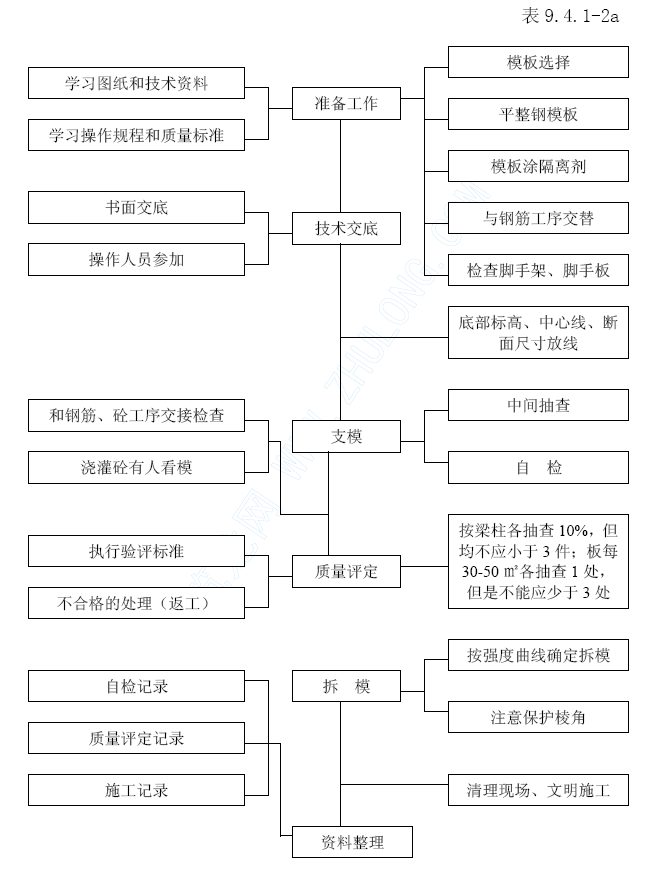 表9.4.1-2a
学习图纸和技术资料
学习操作规程和质量标准
准备工作
模板选择
平整钢模板
模板涂隔离剂
与钢筋工序交替
检查脚手架、脚手板
书面交底
操作人员参加
技术交底
底部标高、中心线、断
面尺寸放线
和钢筋、砼工序交接检查
浇灌砼有人看模
支模
中间抽查
自 检
执行验评标准
不合格的处理（返工）
质量评定
按梁柱各抽查10%，但
均不应小于3件；板每
30-50 ㎡各抽查1处，
但是不能应少于3处
自检记录
质量评定记录
施工记录
拆 模
按强度曲线确定拆模
注意保护棱角
清理现场、文明施工
资料整理
WWW.ZHULONG.COM